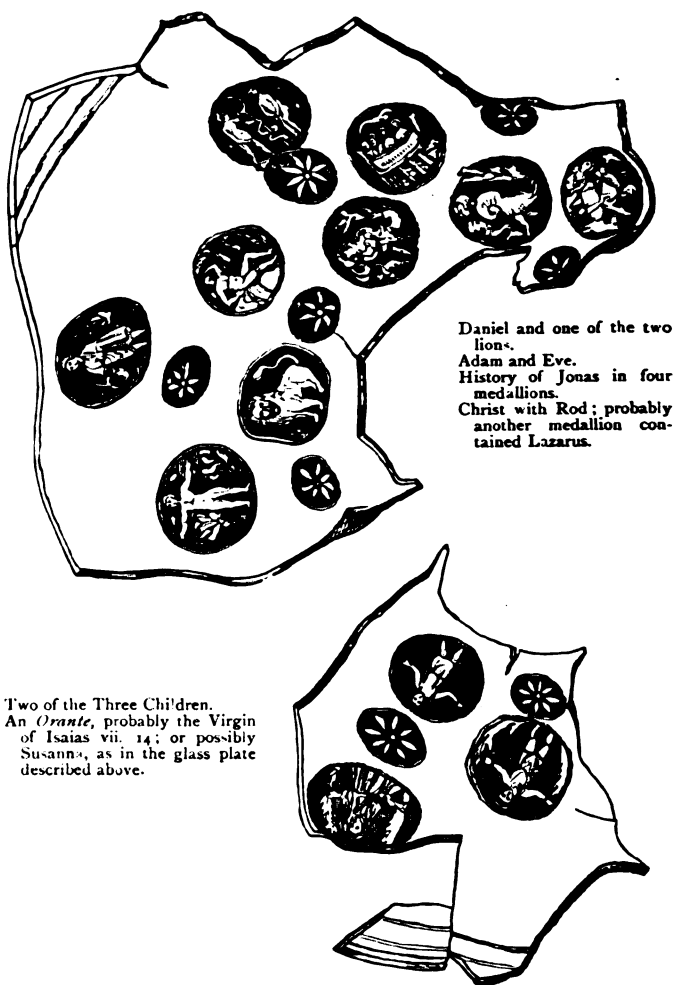 Daniel and one of the two
lions.
Adam and Eve.
History of Jonas in four
medallions.
Christ with Rod ; probably
another medallion con-
tained Lazarus.
Two of the Three Children.
An Orante, probably the Virgin
of Isaias vii. 14 ; or possibly
Susanna, as in the glass plate
described above.